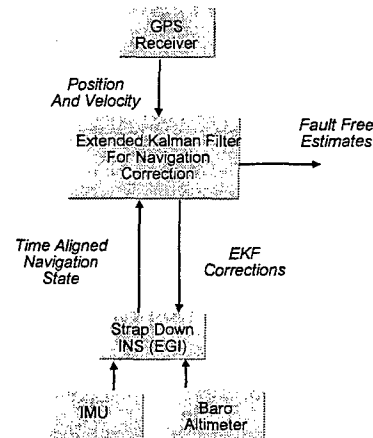 GPS
Receiver
Position
And Velocity
Extended Kalman Filter
For Navigation
Correction
Fault Free
Estimates
Time Aligned
Navigation
State
EKF
Corrections
Strap Down
INS (EGI)
IMU
Baro
Altimeter